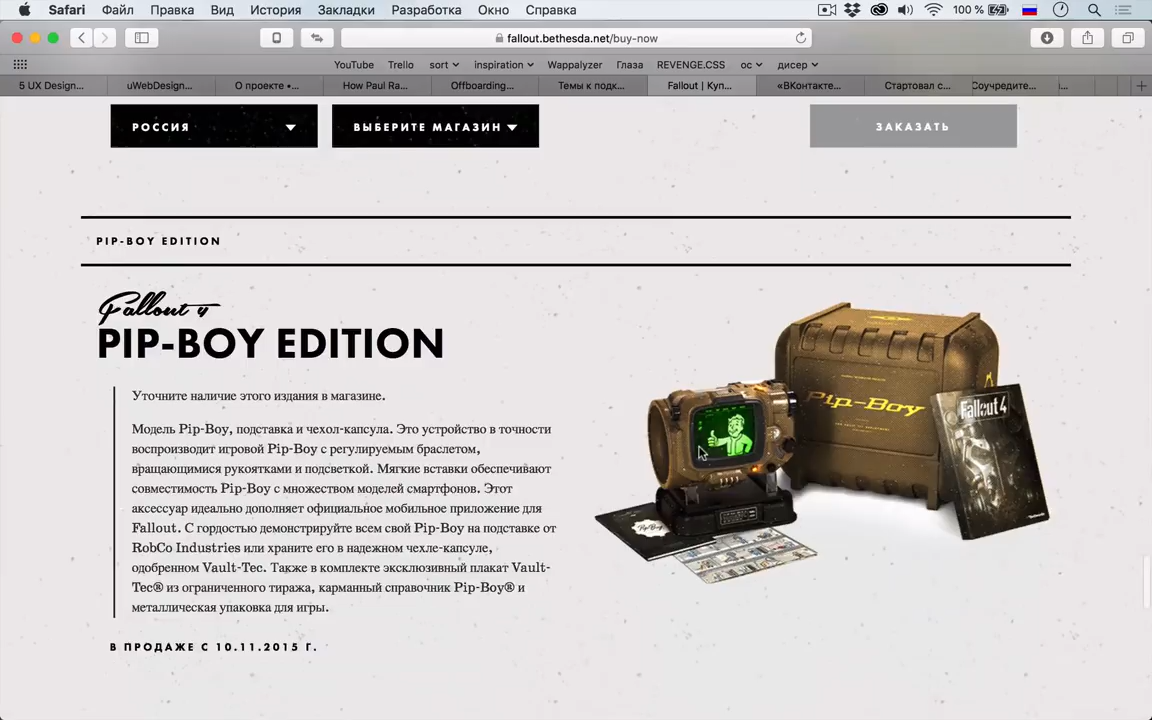 Safari Файл Правка Вид История Закладки Разработка Окно Справка 100 %
fallout.bethesda.net/buy-now
YouTube Trello sort inspiration Wappalyzer Глаза REVENGE.CSS ос дисер
5 UX Design... uWebDesign... О проекте •... How Paul Ra... Offboarding... Темы к подк... Fallout | Куп... «ВКонтакте... Стартовал с... Соучредите...
РОССИЯ ВЫБЕРИТЕ МАГАЗИН ЗАКАЗАТЬ
PIP-BOY EDITION
Fallout 4
PIP-BOY EDITION
Уточните наличие этого издания в магазине.
Модель Pip-Boy, подставка и чехол-капсула. Это устройство в точности
воспроизводит игровой Pip-Boy с регулируемым браслетом,
вращающимися рукоятками и подсветкой. Мягкие вставки обеспечивают
совместимость Pip-Boy с множеством моделей смартфонов. Этот
аксессуар идеально дополняет официальное мобильное приложение для
Fallout. С гордостью демонстрируйте всем свой Pip-Boy на подставке от
RobCo Industries или храните его в надежном чехле-капсуле,
одобренном Vault-Tec. Также в комплекте эксклюзивный плакат Vault-
Tec® из ограниченного тиража, карманный справочник Pip-Boy® и
металлическая упаковка для игры.
В ПРОДАЖЕ С 10.11.2015 Г.
Pip-Boy
Fallout 4